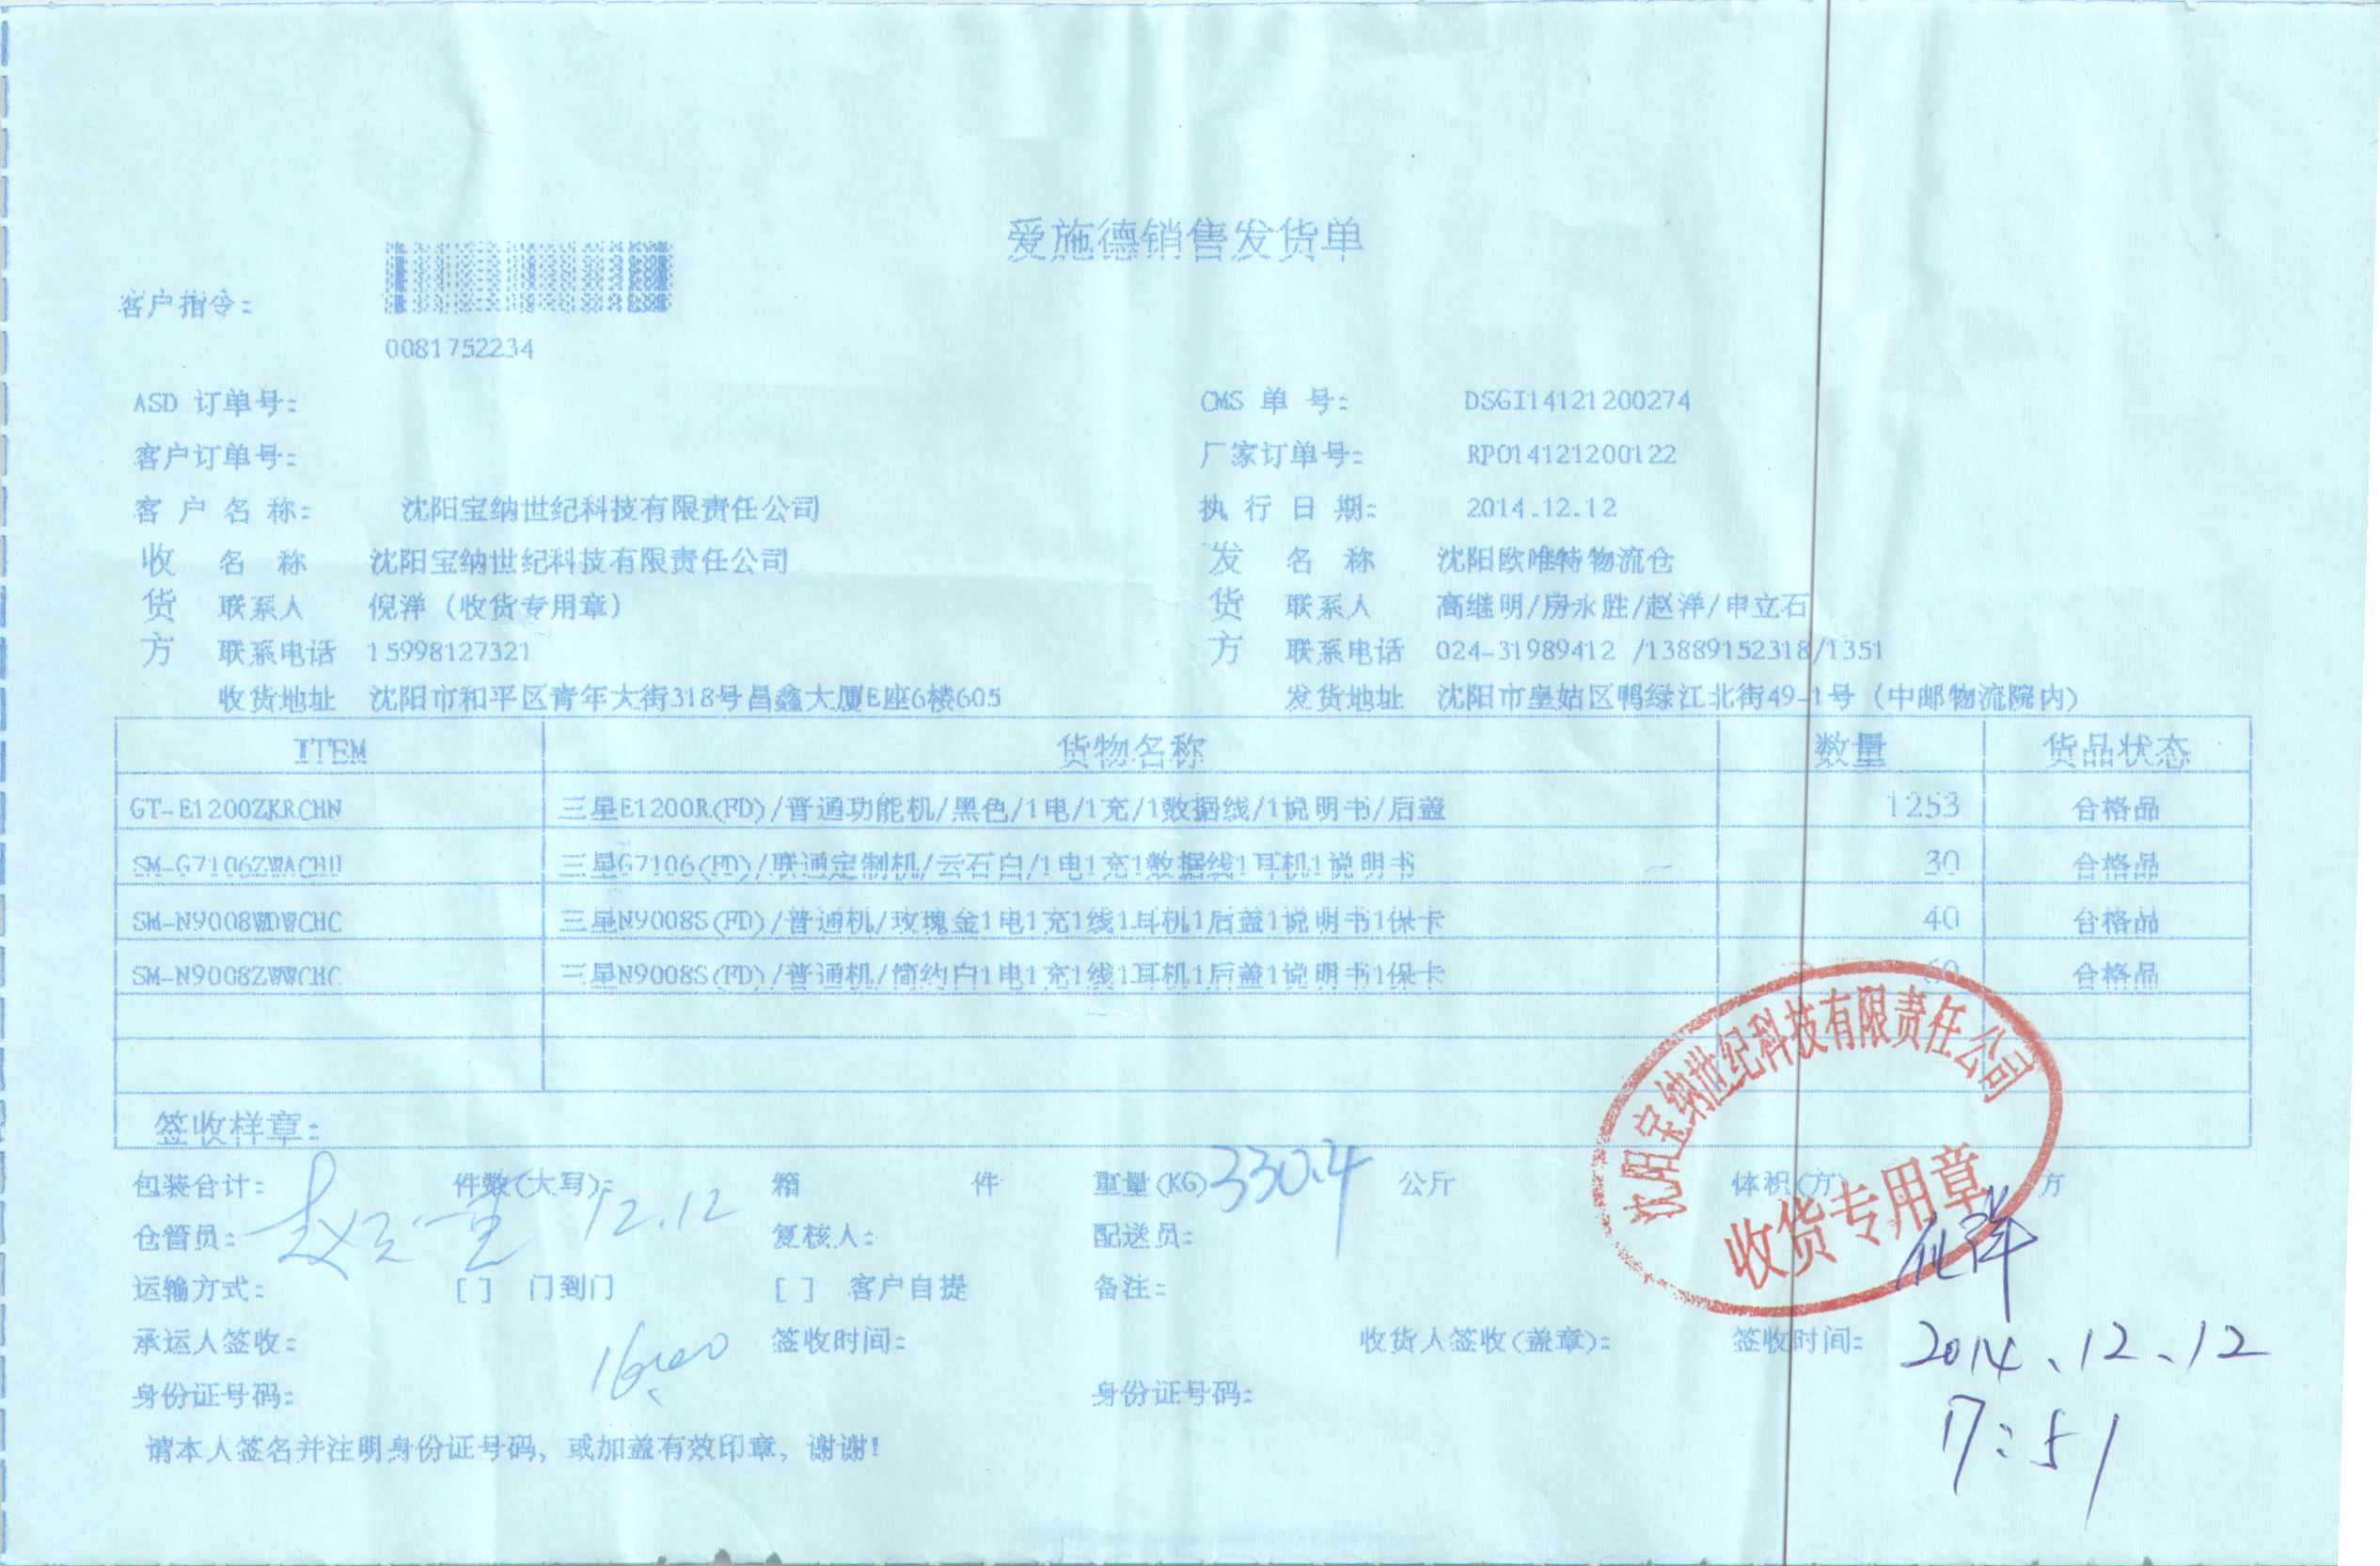 爱施德销售发货单
客户指令:
0081752234
ASD 订单号: CMS 单 号: DSGI14121200274
客户订单号: 厂家订单号: RPO14121200122
客 户 名 称: 沈阳宝纳世纪科技有限责任公司 执 行 日 期: 2014.12.12
收 名 称 沈阳宝纳世纪科技有限责任公司 发 名 称 沈阳欧唯特物流仓
货 联系人 倪洋（收货专用章） 货 联系人 高继明/房永胜/赵洋/申立石
方 联系电话 15998127321 方 联系电话 024-31989412 /13889152318/1351
收货地址 沈阳市和平区青年大街318号昌鑫大厦E座6楼605 发货地址 沈阳市皇姑区鸭绿江北街49-1号（中邮物流院内）
ITEM 货物名称 数量 货品状态
GT-E1200ZKRCHN 三星E1200R(FD)/普通功能机/黑色/1电/1充/1数据线/1说明书/后盖 1253 合格品
SM-G7106ZWACHU 三星G7106(FD)/联通定制机/云石白/1电1充1数据线1耳机1说明书 30 合格品
SM-N9008WDWCHC 三星N9008S(FD)/普通机/玫瑰金1电1充1线1耳机1后盖1说明书1保卡 40 合格品
SM-N9008ZWWCHC 三星N9008S(FD)/普通机/简约白1电1充1线1耳机1后盖1说明书1保卡 60 合格品
沈阳宝纳世纪科技有限责任公司
收货专用章
签收样章:
包装合计: 件数(大写): 箱 件 重量(KG) 330.4 公斤 体积(方) 方
仓管员: 12.12 复核人: 配送员: 倪洋
运输方式: [ ] 门到门 [ ] 客户自提 备注:
承运人签收: 16:00 签收时间: 收货人签收(盖章): 签收时间: 2014、12、12
身份证号码: 身份证号码: 17:51
请本人签名并注明身份证号码，或加盖有效印章，谢谢！